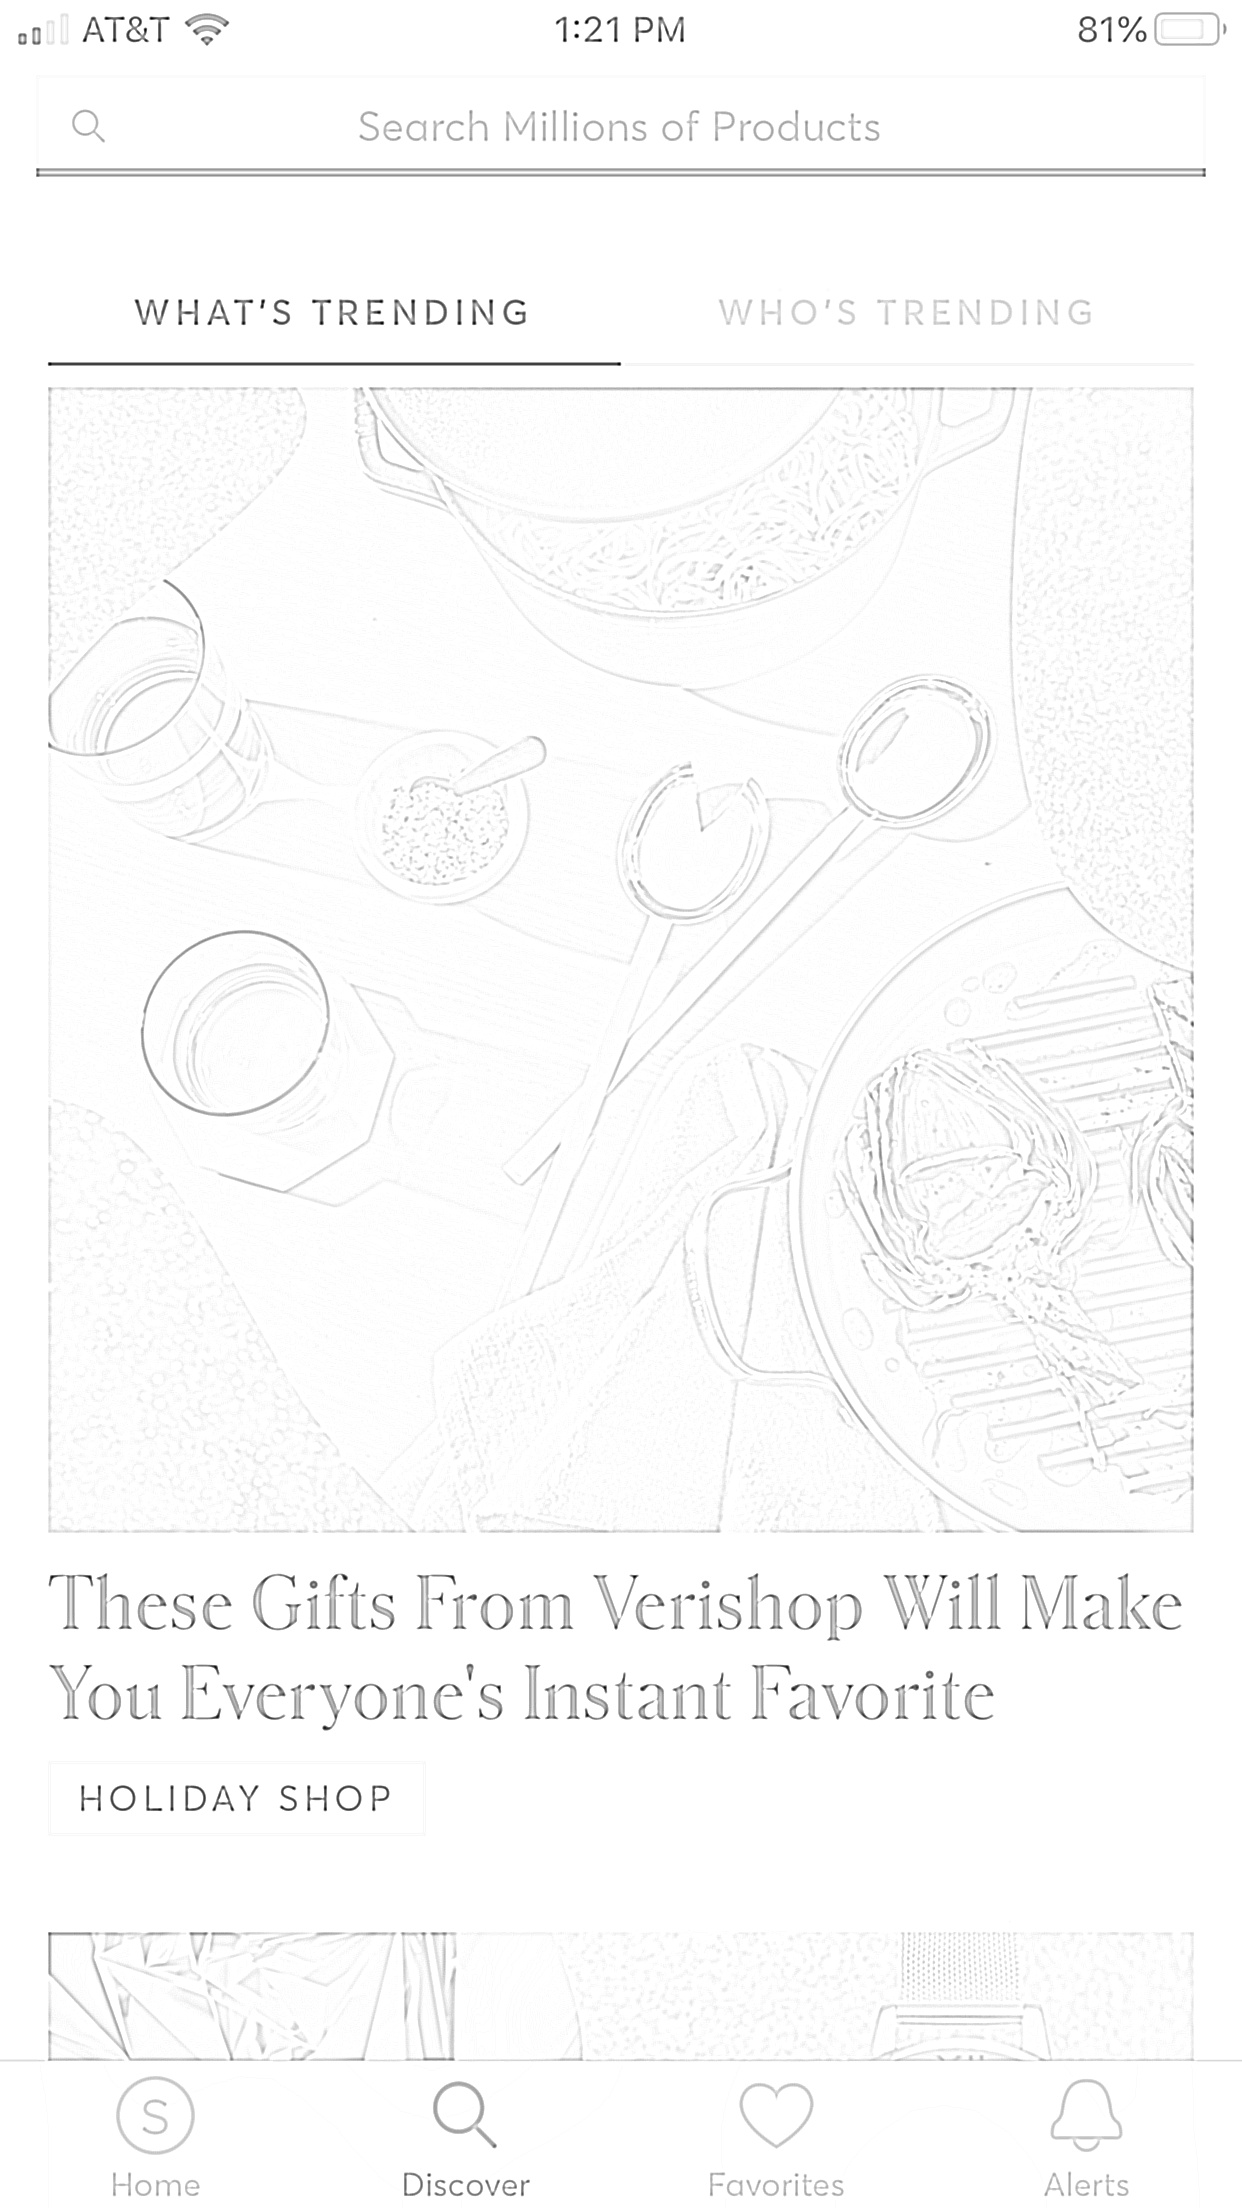 AT&T 1:21 PM 81%
Search Millions of Products
WHAT'S TRENDING WHO'S TRENDING
These Gifts From Verishop Will Make
You Everyone's Instant Favorite
HOLIDAY SHOP
S
Home Discover Favorites Alerts